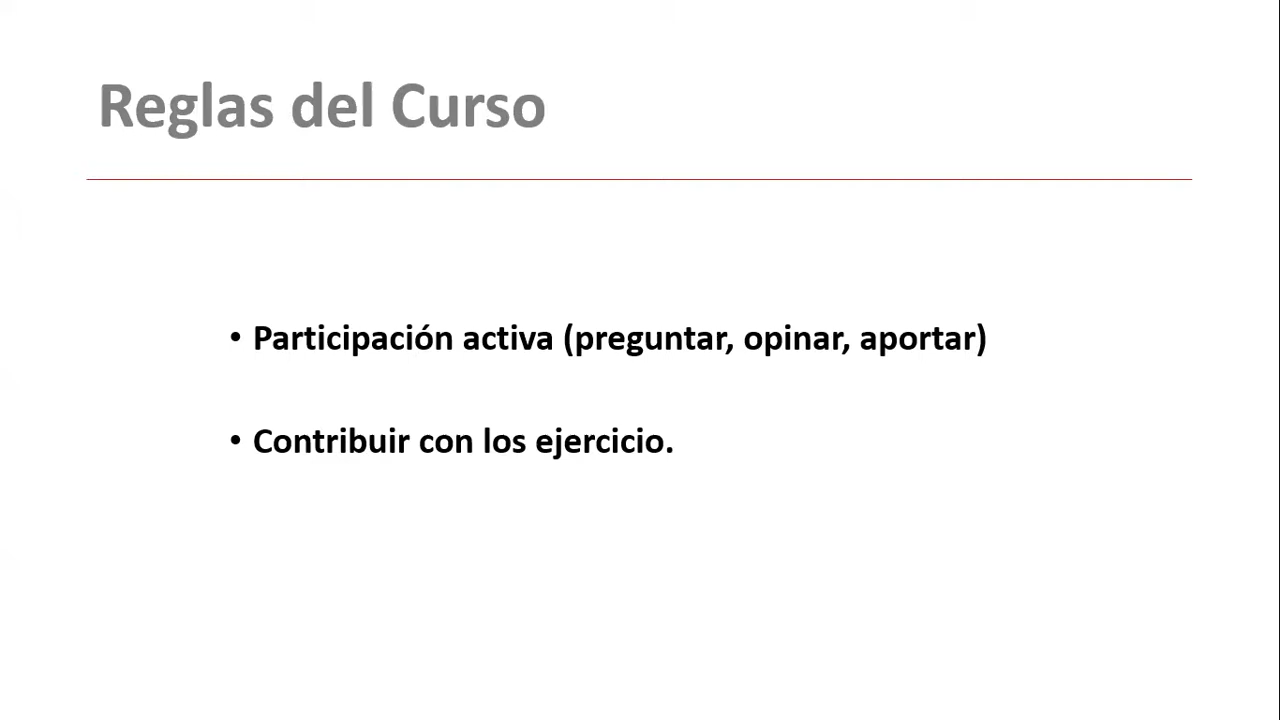 Reglas del Curso
• Participación activa (preguntar, opinar, aportar)
• Contribuir con los ejercicio.